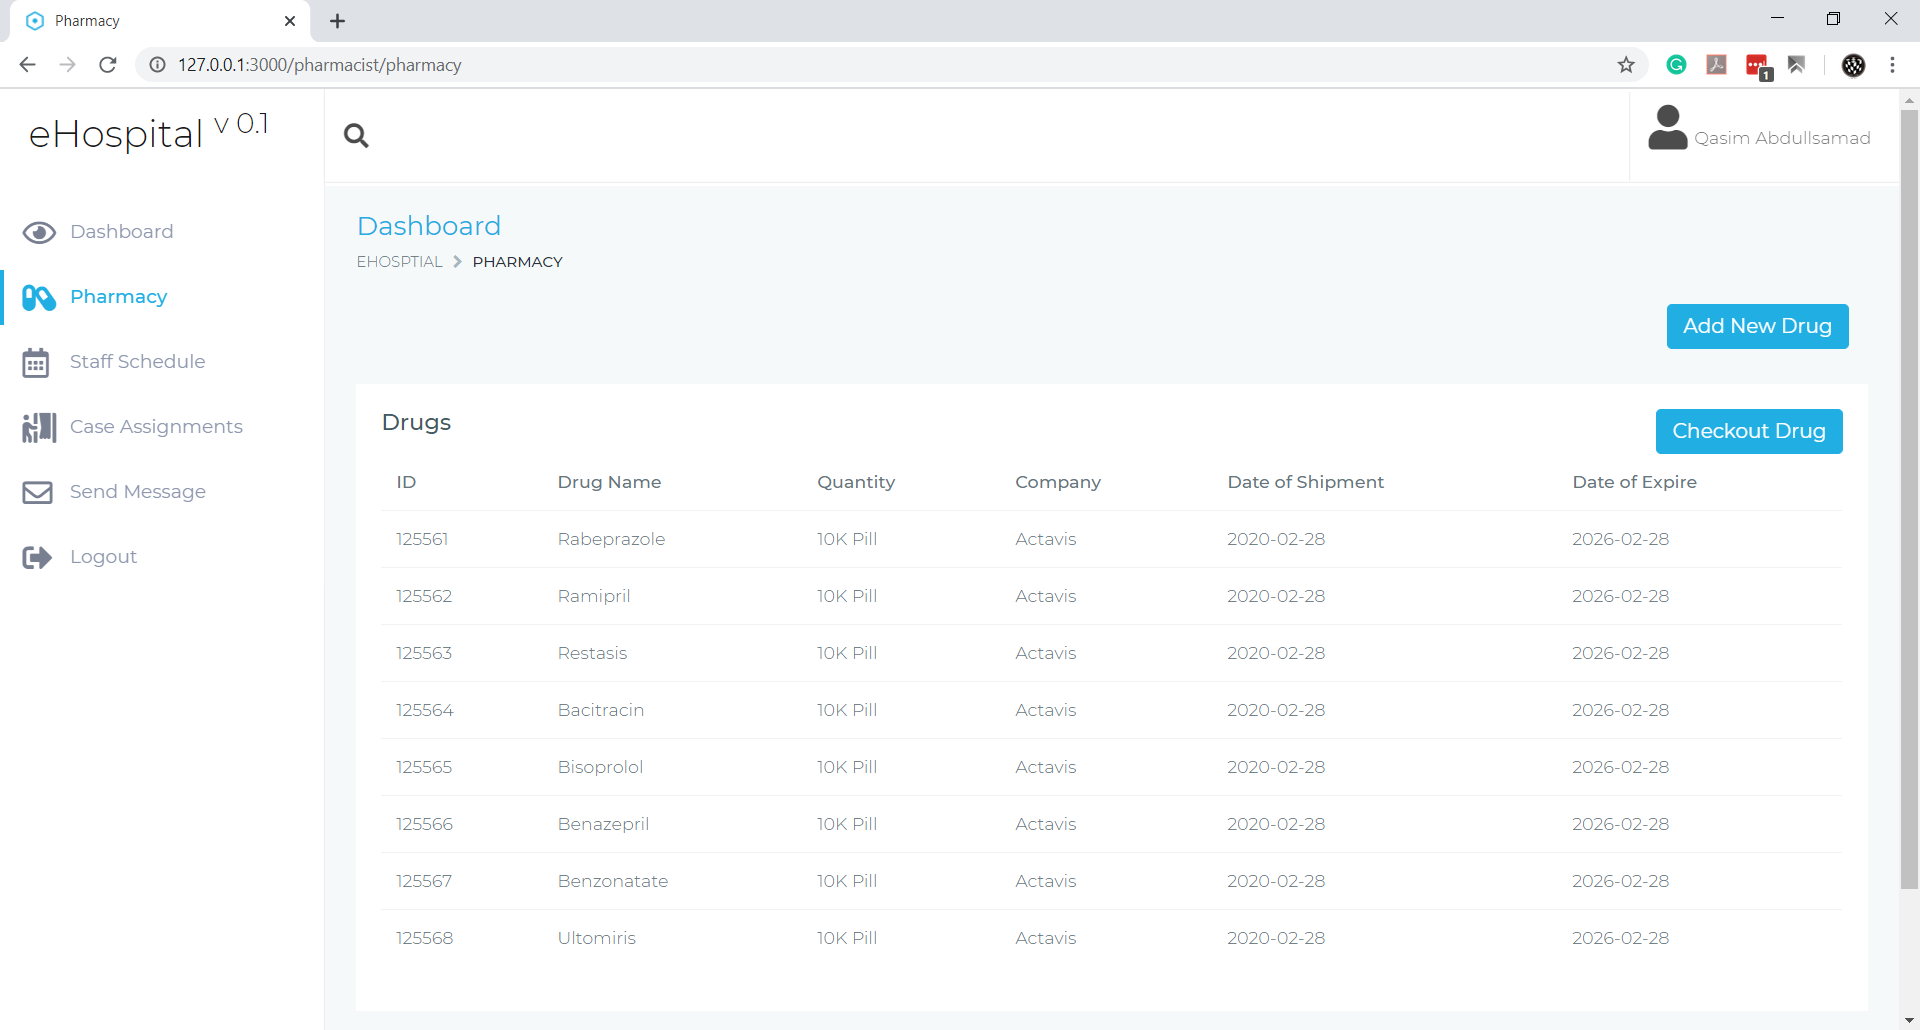 Pharmacy
127.0.0.1:3000/pharmacist/pharmacy
1
eHospital v 0.1
Qasim Abdullsamad
Dashboard
Pharmacy
Staff Schedule
Case Assignments
Send Message
Logout
Dashboard
EHOSPTIAL PHARMACY
Add New Drug
Drugs
Checkout Drug
ID Drug Name Quantity Company Date of Shipment Date of Expire
125561 Rabeprazole 10K Pill Actavis 2020-02-28 2026-02-28
125562 Ramipril 10K Pill Actavis 2020-02-28 2026-02-28
125563 Restasis 10K Pill Actavis 2020-02-28 2026-02-28
125564 Bacitracin 10K Pill Actavis 2020-02-28 2026-02-28
125565 Bisoprolol 10K Pill Actavis 2020-02-28 2026-02-28
125566 Benazepril 10K Pill Actavis 2020-02-28 2026-02-28
125567 Benzonatate 10K Pill Actavis 2020-02-28 2026-02-28
125568 Ultomiris 10K Pill Actavis 2020-02-28 2026-02-28